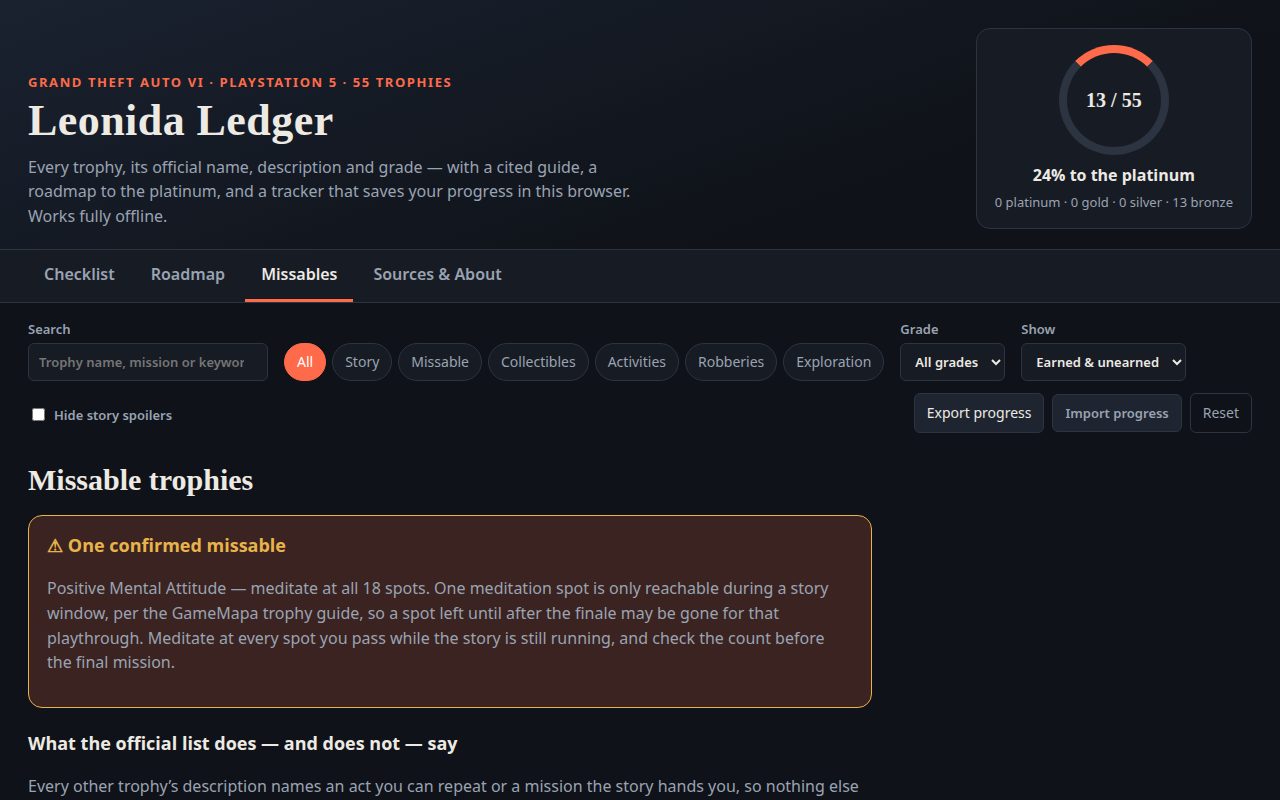 GRAND THEFT AUTO VI · PLAYSTATION 5 · 55 TROPHIES
Leonida Ledger
Every trophy, its official name, description and grade — with a cited guide, a
roadmap to the platinum, and a tracker that saves your progress in this browser.
Works fully offline.
13 / 55
24% to the platinum
0 platinum · 0 gold · 0 silver · 13 bronze
Checklist Roadmap Missables Sources & About
Search
Grade
Show
Trophy name, mission or keywor
All Story Missable Collectibles Activities Robberies Exploration
All grades
Earned & unearned
Hide story spoilers
Export progress Import progress Reset
Missable trophies
⚠ One confirmed missable
Positive Mental Attitude — meditate at all 18 spots. One meditation spot is only reachable during a story
window, per the GameMapa trophy guide, so a spot left until after the finale may be gone for that
playthrough. Meditate at every spot you pass while the story is still running, and check the count before
the final mission.
What the official list does — and does not — say
Every other trophy’s description names an act you can repeat or a mission the story hands you, so nothing else